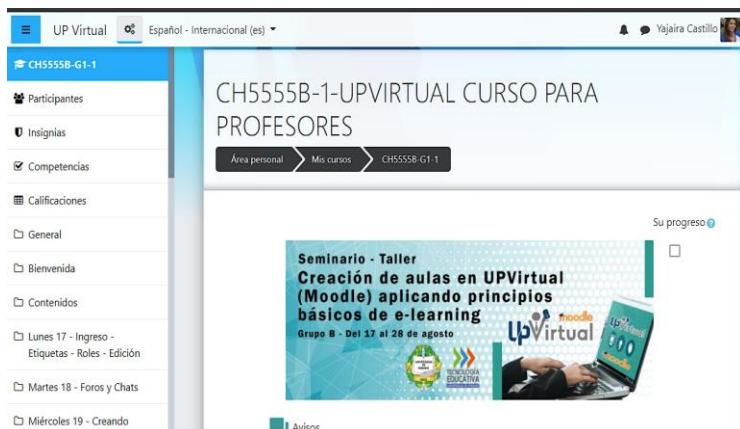 UP Virtual
Español - Internacional (es)
Yajaira Castillo
CH5555B-G1-1
Participantes
Insignias
Competencias
Calificaciones
General
Bienvenida
Contenidos
Lunes 17 - Ingreso -
Etiquetas - Roles - Edición
Martes 18 - Foros y Chats
Miércoles 19 - Creando
CH5555B-1-UPVIRTUAL CURSO PARA
PROFESORES
Área personal
Mis cursos
CH5555B-G1-1
Su progreso
Seminario - Taller
Creación de aulas en UPVirtual
(Moodle) aplicando principios
básicos de e-learning
Grupo B - Del 17 al 28 de agosto
moodle
UpVirtual
TECNOLOGÍA
EDUCATIVA
UpVirtual
moodle
Avisos